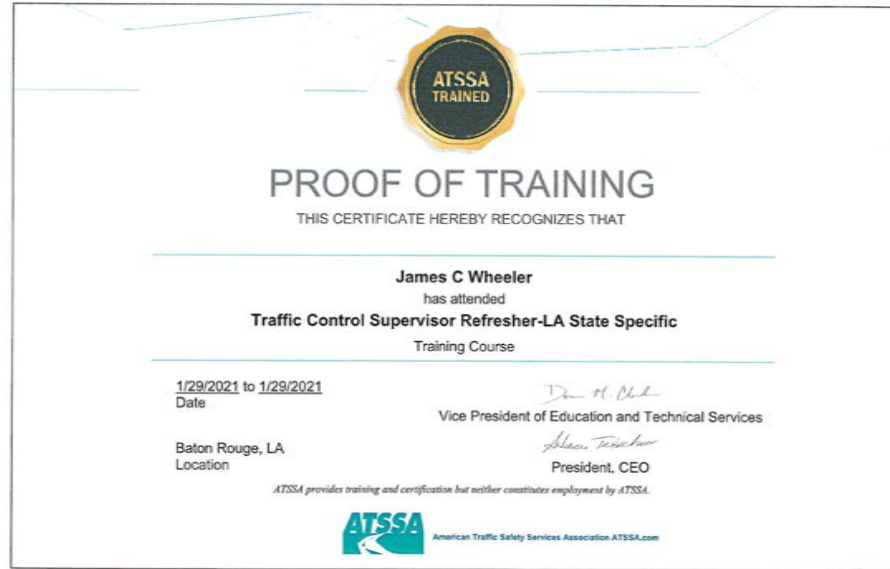 ATSSA
TRAINED
PROOF OF TRAINING
THIS CERTIFICATE HEREBY RECOGNIZES THAT
James C Wheeler
has attended
Traffic Control Supervisor Refresher-LA State Specific
Training Course
1/29/2021 to 1/29/2021
Date
Vice President of Education and Technical Services
Baton Rouge, LA
Location
President, CEO
ATSSA provides training and certification but neither constitutes employment by ATSSA.
ATSSA
American Traffic Safety Services Association ATSSA.com